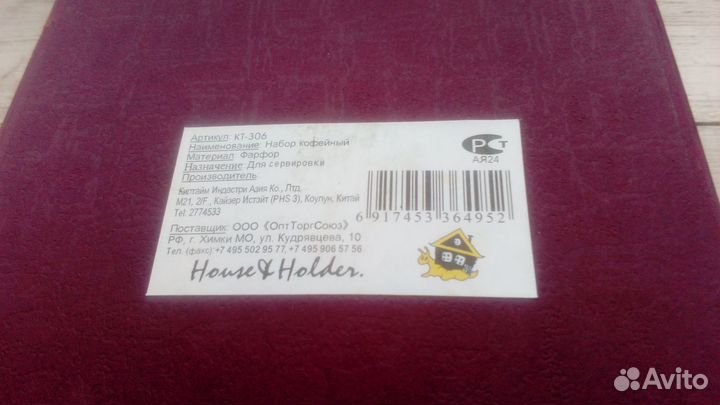 Артикул: КТ-306
Наименование: Набор кофейный
Материал: Фарфор
Назначение: Для сервировки
Производитель:
Кистайм Индастри Азия Ко., Лтд.
М21, 2/F., Кайзер Истэйт (PHS 3), Коулун, Китай
Tel: 2774533
Поставщик: ООО «ОптТоргСоюз»
РФ, г. Химки МО, ул. Кудрявцева, 10
Тел. (факс):+7 495 502 95 77, +7 495 906 57 56
House & Holder.
РСТ
АЯ24
6 917453 364952
Avito